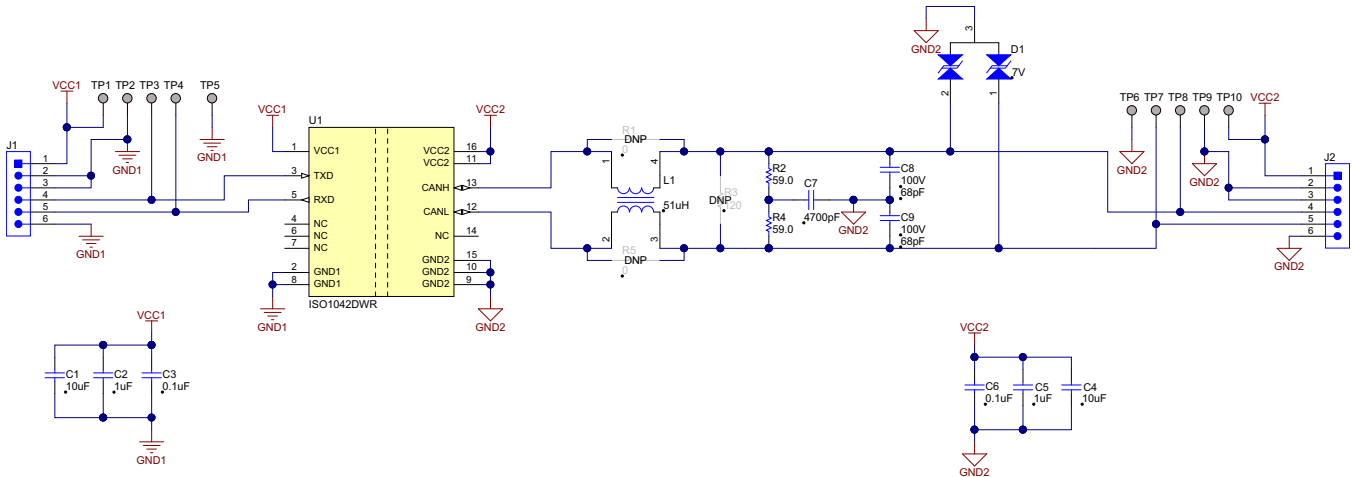 3
GND2
D1
7V
2
1
VCC1
TP1
TP2
TP3
TP4
TP5
GND1
GND1
J1
1
2
3
4
5
6
GND1
VCC1
U1
VCC2
1
VCC1
3
TXD
5
RXD
4
NC
6
NC
7
NC
2
GND1
8
GND1
VCC2
16
VCC2
11
CANH
13
CANL
12
NC
14
GND2
15
GND2
10
GND2
9
ISO1042DWR
GND1
GND2
R1
DNP
0
1
4
L1
51uH
2
3
R5
DNP
0
R3
DNP
120
R2
59.0
R4
59.0
C7
4700pF
GND2
C8
100V
68pF
C9
100V
68pF
TP6
TP7
TP8
TP9
TP10
VCC2
GND2
GND2
J2
1
2
3
4
5
6
GND2
VCC1
C1
10uF
C2
1uF
C3
0.1uF
GND1
VCC2
C6
0.1uF
C5
1uF
C4
10uF
GND2